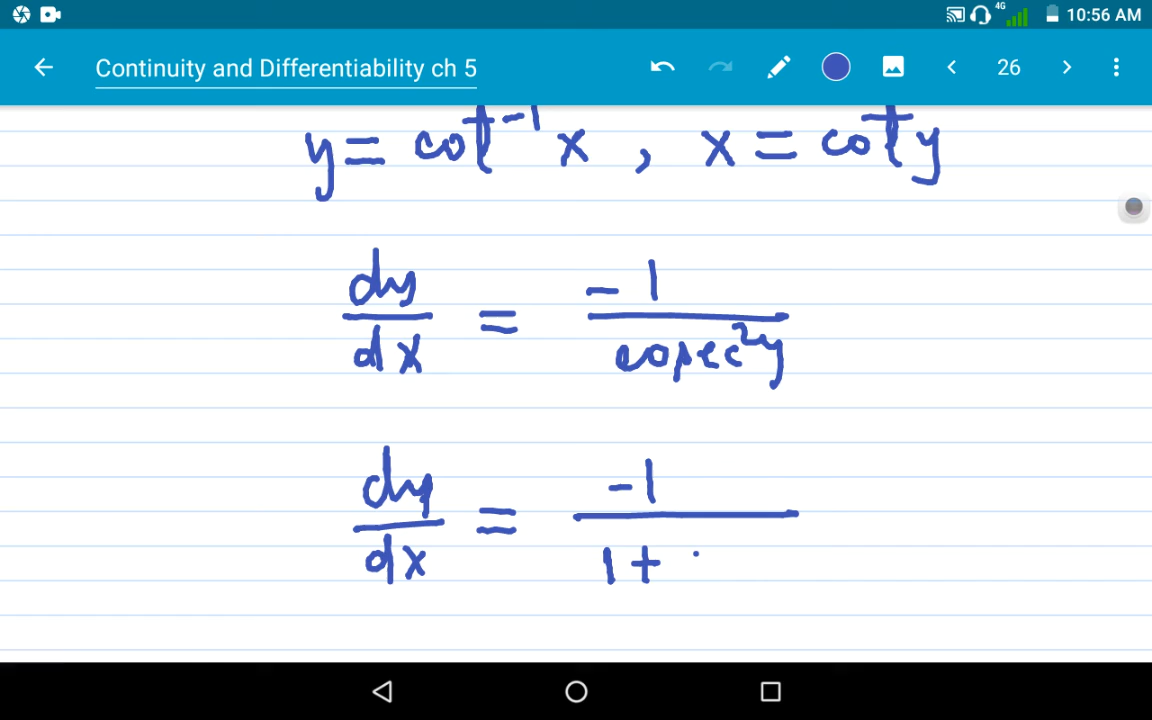 4G 10:56 AM
Continuity and Differentiability ch 5 26
y = cot⁻¹ x , x = cot y
dy/dx = -1/cosec²y
dy/dx = -1/1+